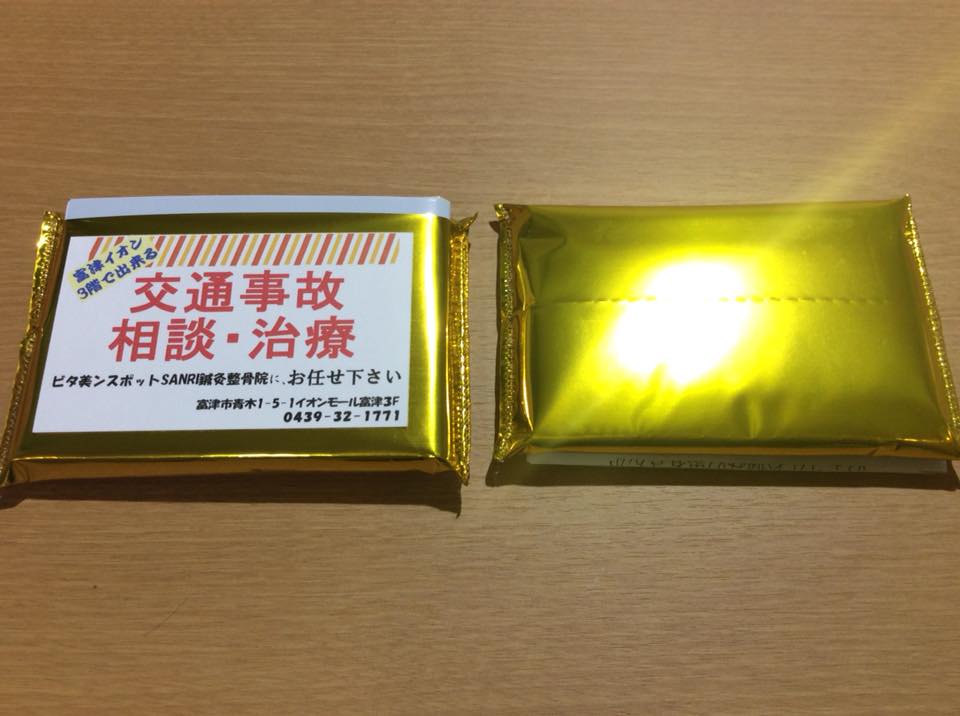 富津イオン
3階で出来る
交通事故
相談・治療
ビタ美ンスポットSANRI鍼灸整骨院に、お任せ下さい
富津市青木1-5-1イオンモール富津3F
0439-32-1771